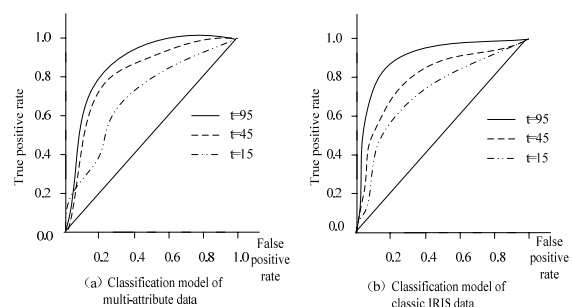 True positive rate
1.0
0.8
0.6
0.4
0.2
0.0
0.2
0.4
0.6
0.8
1.0
False
positive
rate
t=95
t=45
t=15
(a) Classification model of
multi-attribute data
True positive rate
1.0
0.8
0.6
0.4
0.2
0.0
0.2
0.4
0.6
0.8
False
positive
rate
t=95
t=45
t=15
(b) Classification model of
classic IRIS data